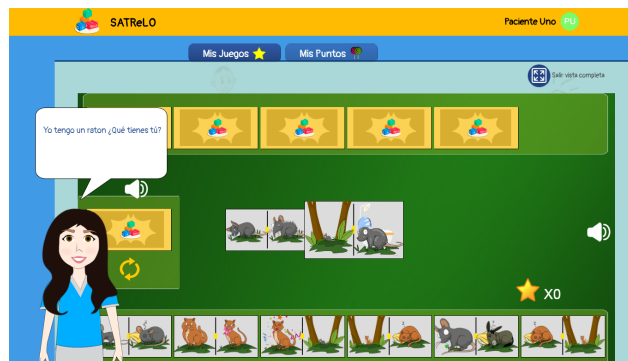 SATReLO
Paciente Uno PU
Mis Juegos
Mis Puntos
Salir vista completa
Yo tengo un raton ¿Qué tienes tú?
X0